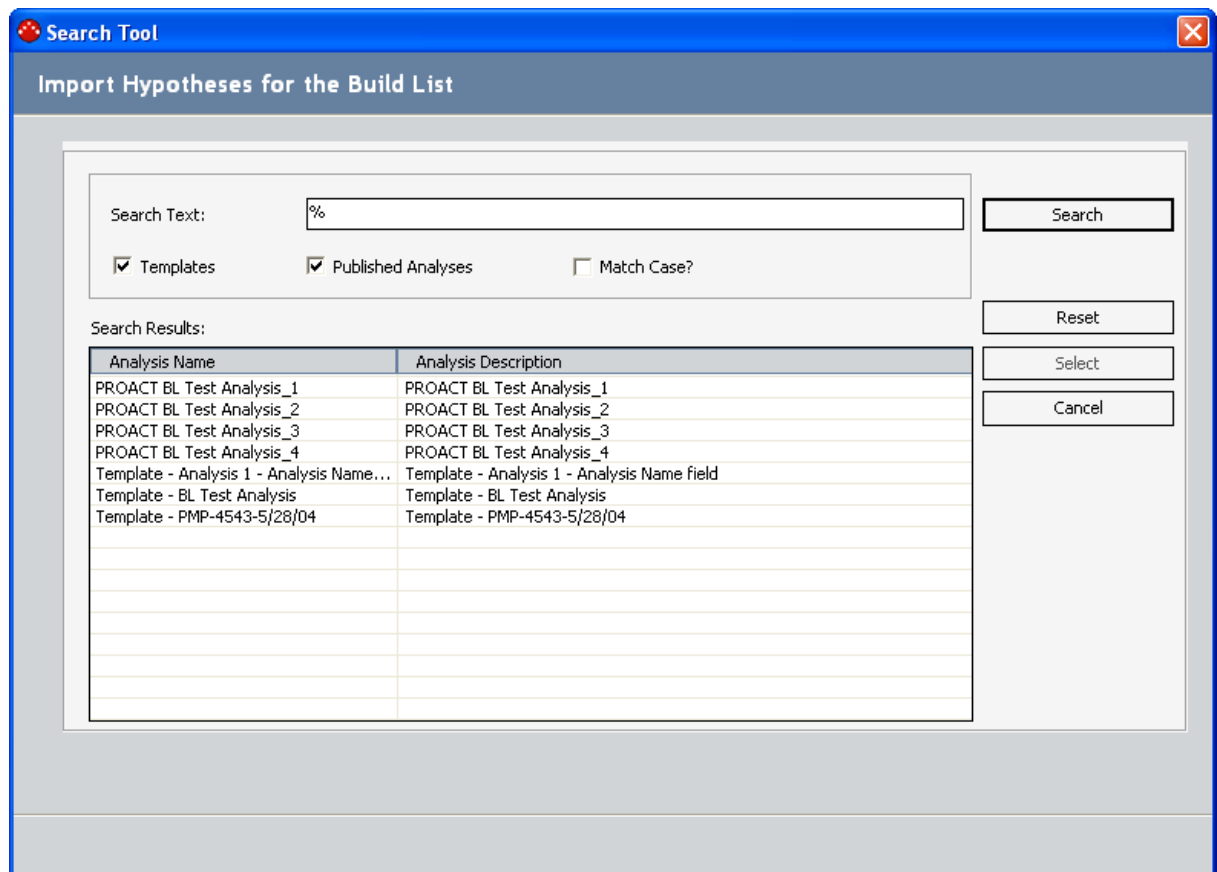 Search Tool
Import Hypotheses for the Build List
Search Text: % Search
Templates Published Analyses Match Case?
Reset
Search Results:
Analysis Name Analysis Description
Select
PROACT BL Test Analysis_1 PROACT BL Test Analysis_1
PROACT BL Test Analysis_2 PROACT BL Test Analysis_2
Cancel
PROACT BL Test Analysis_3 PROACT BL Test Analysis_3
PROACT BL Test Analysis_4 PROACT BL Test Analysis_4
Template - Analysis 1 - Analysis Name... Template - Analysis 1 - Analysis Name field
Template - BL Test Analysis Template - BL Test Analysis
Template - PMP-4543-5/28/04 Template - PMP-4543-5/28/04